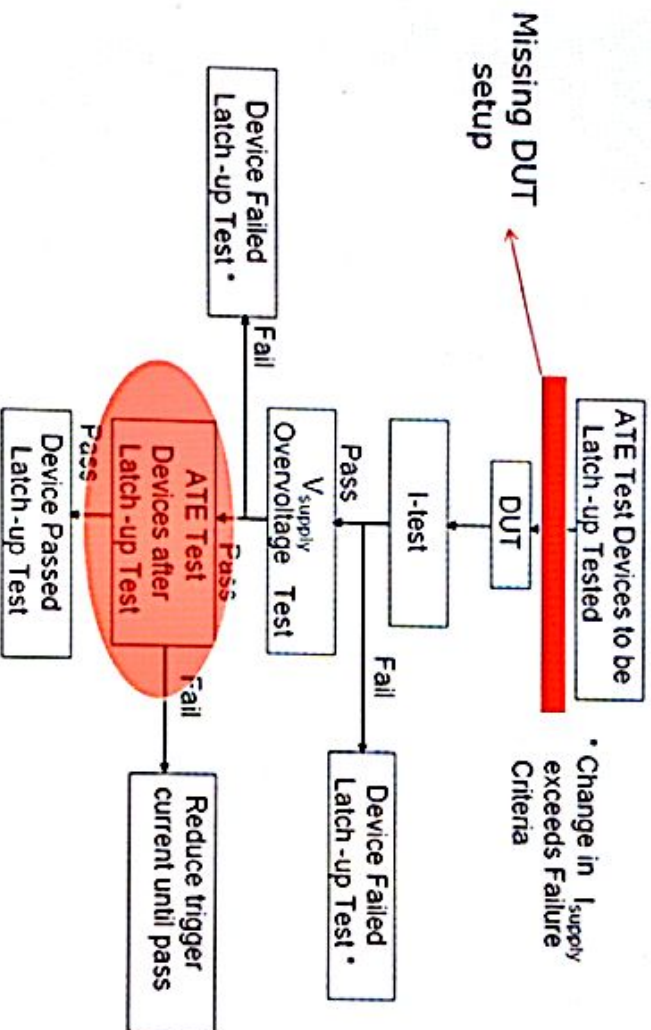 Missing DUT
setup
ATE Test Devices to be
Latch-up Tested
* Change in Isupply
exceeds Failure
Criteria
DUT
I-test
Pass
Fail
Device Failed
Latch-up Test *
Vsupply
Overvoltage Test
Fail
Device Failed
Latch-up Test *
Pass
ATE Test
Devices after
Latch-up Test
Fail
Reduce trigger
current until pass
Pass
Device Passed
Latch-up Test